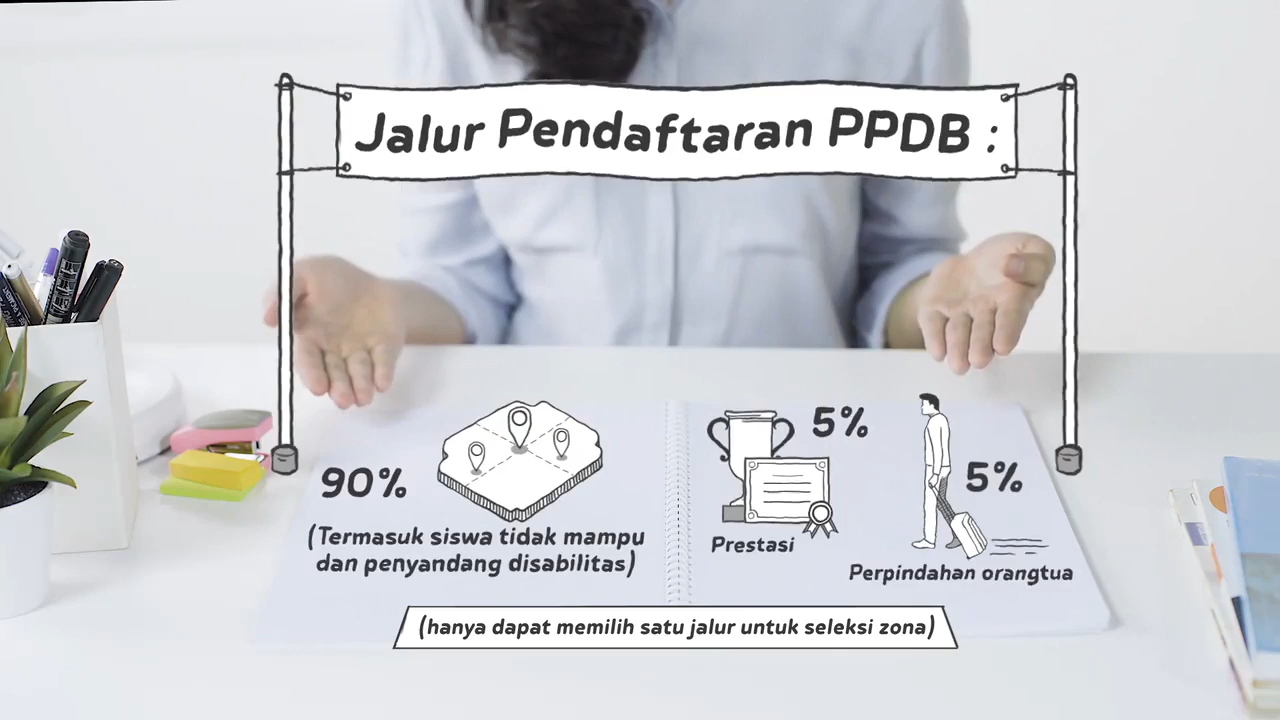 Jalur Pendaftaran PPDB :
90%
(Termasuk siswa tidak mampu
dan penyandang disabilitas)
5%
Prestasi
5%
Perpindahan orangtua
(hanya dapat memilih satu jalur untuk seleksi zona)